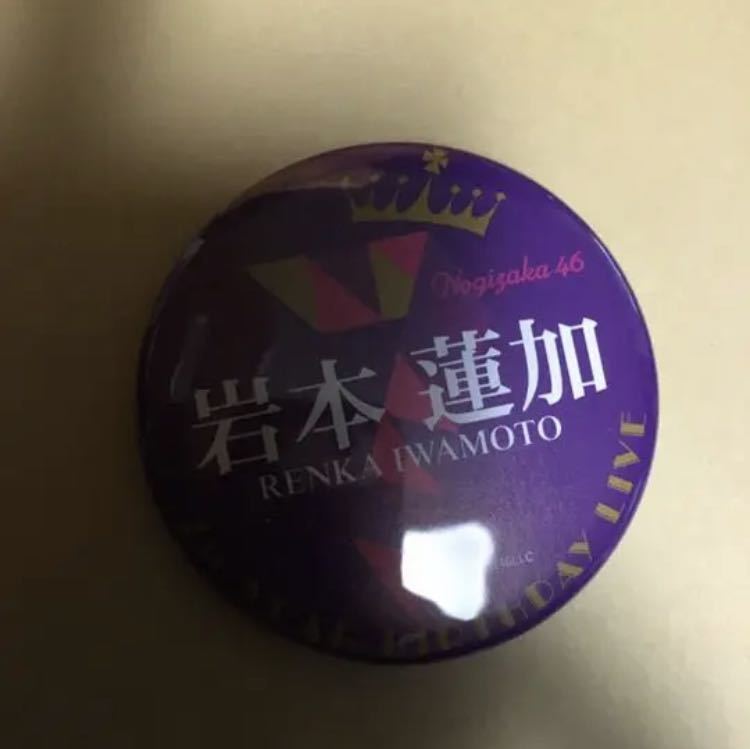 Nogizaka 46
岩本 蓮加
RENKA IWAMOTO
BIRTHDAY LIVE